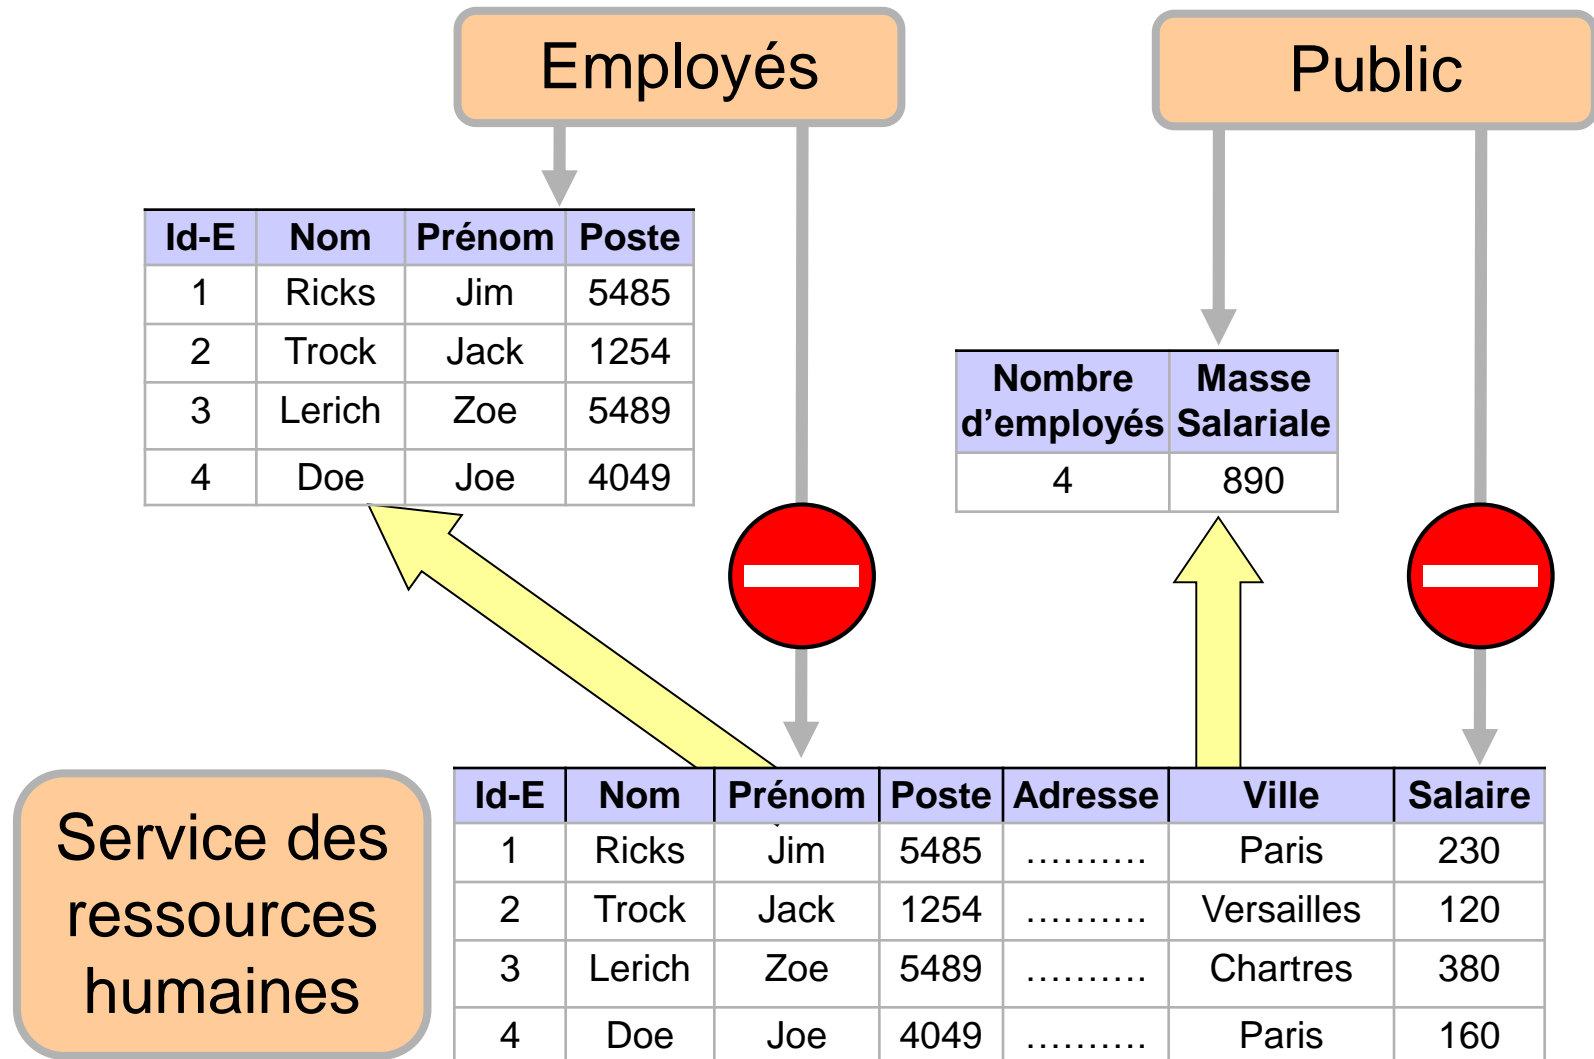 Employés
Public
Id-E Nom Prénom Poste
1 Ricks Jim 5485
2 Trock Jack 1254
3 Lerich Zoe 5489
4 Doe Joe 4049
Nombre Masse
d’employés Salariale
4 890
Service des
ressources
humaines
Id-E Nom Prénom Poste Adresse Ville Salaire
1 Ricks Jim 5485 ………. Paris 230
2 Trock Jack 1254 ………. Versailles 120
3 Lerich Zoe 5489 ………. Chartres 380
4 Doe Joe 4049 ………. Paris 160